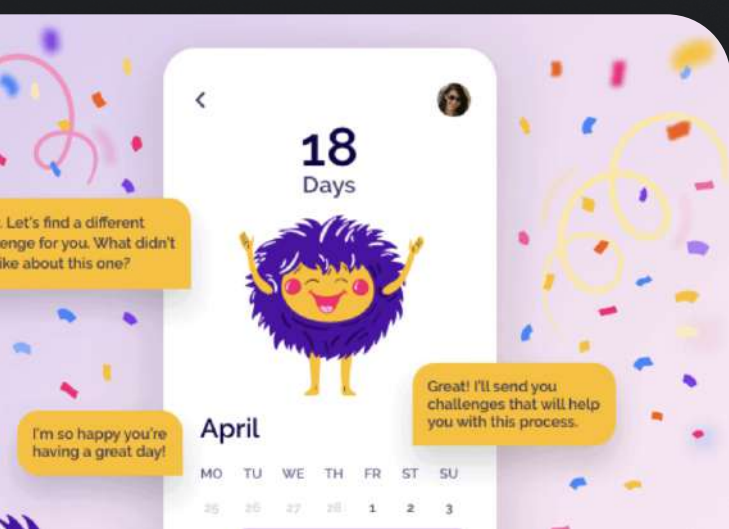 18
Days
. Let's find a different
enge for you. What didn't
ike about this one?
Great! I'll send you
challenges that will help
you with this process.
I'm so happy you're
having a great day!
April
MO TU WE TH FR ST SU
25 26 27 28 1 2 3